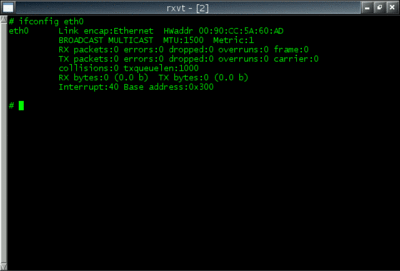 rxvt - [2]
# ifconfig eth0
eth0 Link encap:Ethernet HWaddr 00:90:CC:5A:60:AD
BROADCAST MULTICAST MTU:1500 Metric:1
RX packets:0 errors:0 dropped:0 overruns:0 frame:0
TX packets:0 errors:0 dropped:0 overruns:0 carrier:0
collisions:0 txqueuelen:1000
RX bytes:0 (0.0 b) TX bytes:0 (0.0 b)
Interrupt:40 Base address:0x300
#